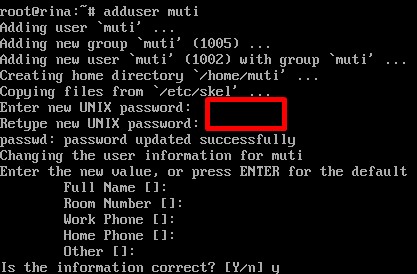 root@rina:~# adduser muti
Adding user `muti' ...
Adding new group `muti' (1005) ...
Adding new user `muti' (1002) with group `muti' ...
Creating home directory `/home/muti' ...
Copying files from `/etc/skel' ...
Enter new UNIX password:
Retype new UNIX password:
passwd: password updated successfully
Changing the user information for muti
Enter the new value, or press ENTER for the default
Full Name []:
Room Number []:
Work Phone []:
Home Phone []:
Other []:
Is the information correct? [Y/n] y